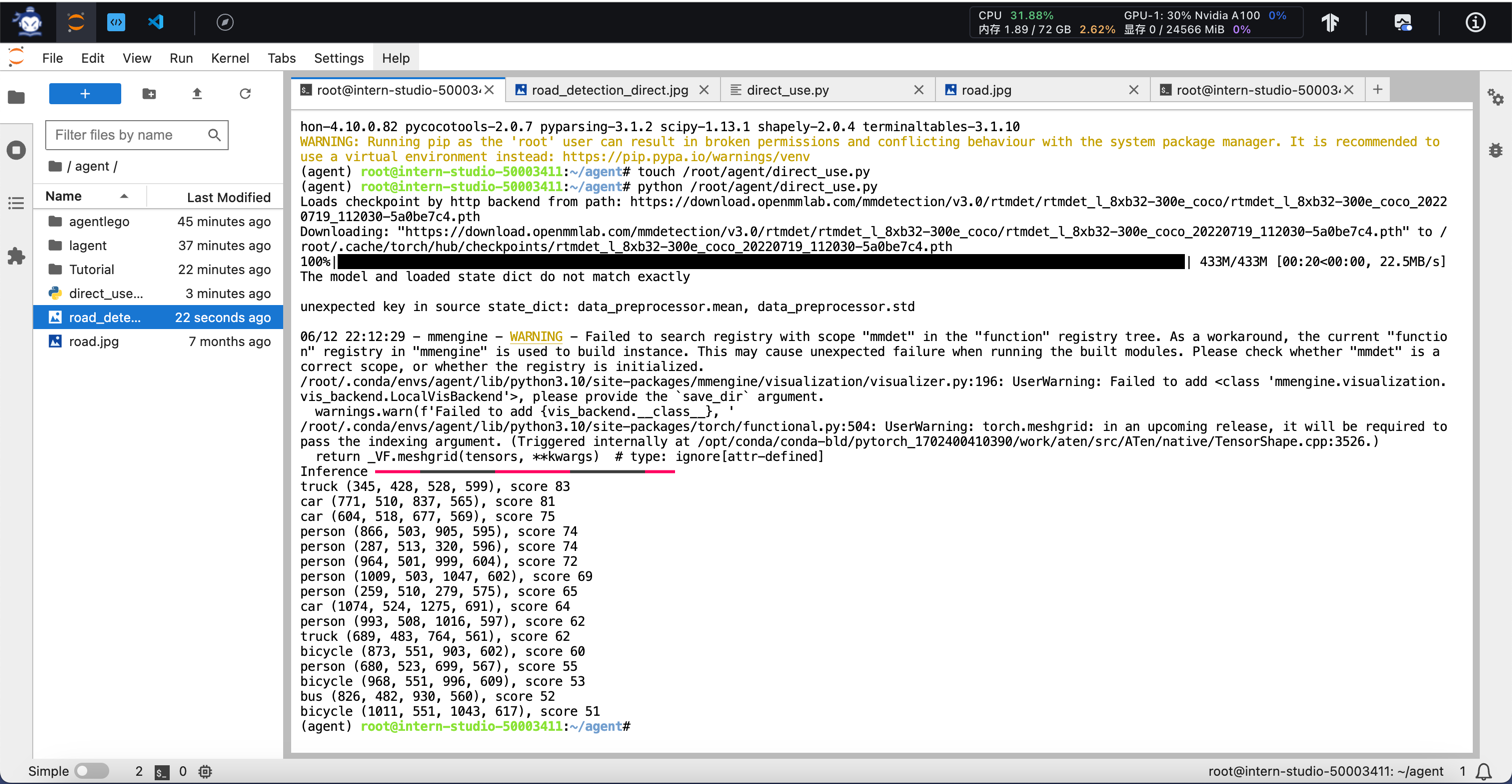 CPU 31.88% GPU-1: 30% Nvidia A100 0%
内存 1.89 / 72 GB 2.62% 显存 0 / 24566 MiB 0%
File Edit View Run Kernel Tabs Settings Help
root@intern-studio-50003 road_detection_direct.jpg direct_use.py road.jpg root@intern-studio-50003
Filter files by name
/ agent /
Name Last Modified
agentlego 45 minutes ago
lagent 37 minutes ago
Tutorial 22 minutes ago
direct_use... 3 minutes ago
road_dete... 22 seconds ago
road.jpg 7 months ago
hon-4.10.0.82 pycocotools-2.0.7 pyparsing-3.1.2 scipy-1.13.1 shapely-2.0.4 terminaltables-3.1.10
WARNING: Running pip as the 'root' user can result in broken permissions and conflicting behaviour with the system package manager. It is recommended to
use a virtual environment instead: https://pip.pypa.io/warnings/venv
(agent) root@intern-studio-50003411:~/agent# touch /root/agent/direct_use.py
(agent) root@intern-studio-50003411:~/agent# python /root/agent/direct_use.py
Loads checkpoint by http backend from path: https://download.openmmlab.com/mmdetection/v3.0/rtmdet/rtmdet_l_8xb32-300e_coco/rtmdet_l_8xb32-300e_coco_2022
0719_112030-5a0be7c4.pth
Downloading: "https://download.openmmlab.com/mmdetection/v3.0/rtmdet/rtmdet_l_8xb32-300e_coco/rtmdet_l_8xb32-300e_coco_20220719_112030-5a0be7c4.pth" to /
root/.cache/torch/hub/checkpoints/rtmdet_l_8xb32-300e_coco_20220719_112030-5a0be7c4.pth
100%| | 433M/433M [00:20<00:00, 22.5MB/s]
The model and loaded state dict do not match exactly
unexpected key in source state_dict: data_preprocessor.mean, data_preprocessor.std
06/12 22:12:29 - mmengine - WARNING - Failed to search registry with scope "mmdet" in the "function" registry tree. As a workaround, the current "functio
n" registry in "mmengine" is used to build instance. This may cause unexpected failure when running the built modules. Please check whether "mmdet" is a
correct scope, or whether the registry is initialized.
/root/.conda/envs/agent/lib/python3.10/site-packages/mmengine/visualization/visualizer.py:196: UserWarning: Failed to add <class 'mmengine.visualization.
vis_backend.LocalVisBackend'>, please provide the `save_dir` argument.
warnings.warn(f'Failed to add {vis_backend.__class__}, '
/root/.conda/envs/agent/lib/python3.10/site-packages/torch/functional.py:504: UserWarning: torch.meshgrid: in an upcoming release, it will be required to
pass the indexing argument. (Triggered internally at /opt/conda/conda-bld/pytorch_1702400410390/work/aten/src/ATen/native/TensorShape.cpp:3526.)
return _VF.meshgrid(tensors, **kwargs) # type: ignore[attr-defined]
Inference
truck (345, 428, 528, 599), score 83
car (771, 510, 837, 565), score 81
car (604, 518, 677, 569), score 75
person (866, 503, 905, 595), score 74
person (287, 513, 320, 596), score 74
person (964, 501, 999, 604), score 72
person (1009, 503, 1047, 602), score 69
person (259, 510, 279, 575), score 65
car (1074, 524, 1275, 691), score 64
person (993, 508, 1016, 597), score 62
truck (689, 483, 764, 561), score 62
bicycle (873, 551, 903, 602), score 60
person (680, 523, 699, 567), score 55
bicycle (968, 551, 996, 609), score 53
bus (826, 482, 930, 560), score 52
bicycle (1011, 551, 1043, 617), score 51
(agent) root@intern-studio-50003411:~/agent#
Simple 2 0 root@intern-studio-50003411: ~/agent 1